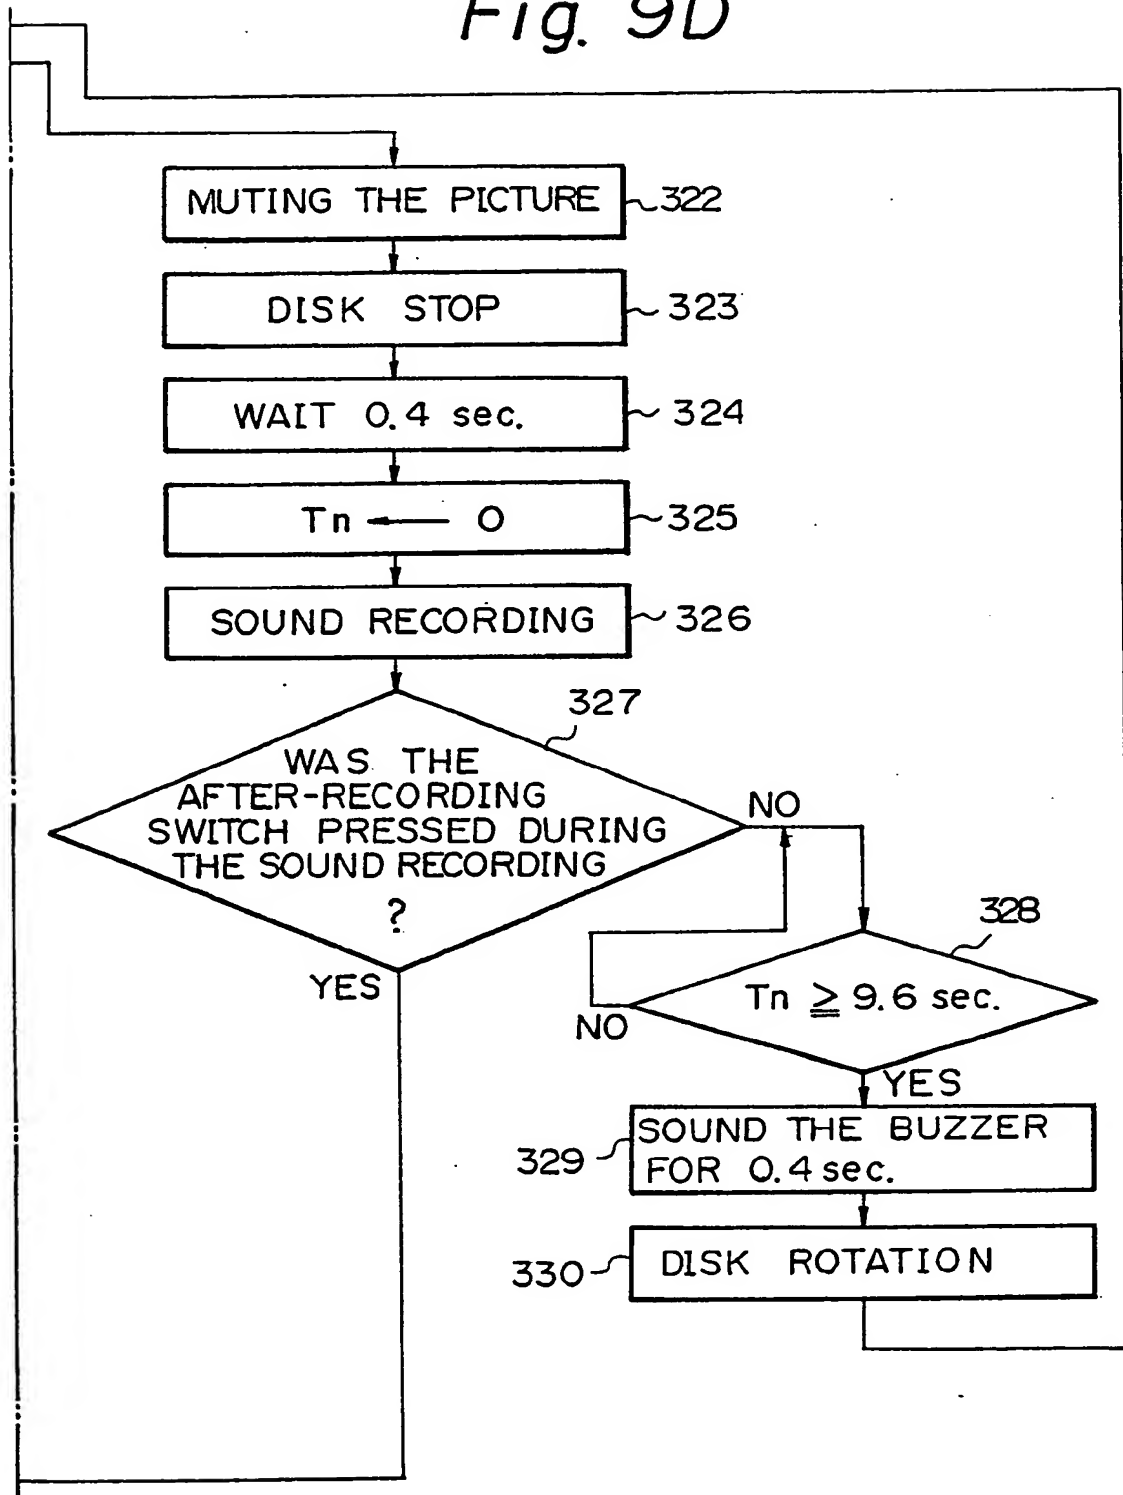 Fig. 9D
MUTING THE PICTURE
322
DISK STOP
323
WAIT 0.4 sec.
324
Tn ← 0
325
SOUND RECORDING
326
327
WAS THE
AFTER-RECORDING
SWITCH PRESSED DURING
THE SOUND RECORDING
?
NO
YES
328
Tn ≧ 9.6 sec.
NO
YES
SOUND THE BUZZER
FOR 0.4 sec.
329
DISK ROTATION
330